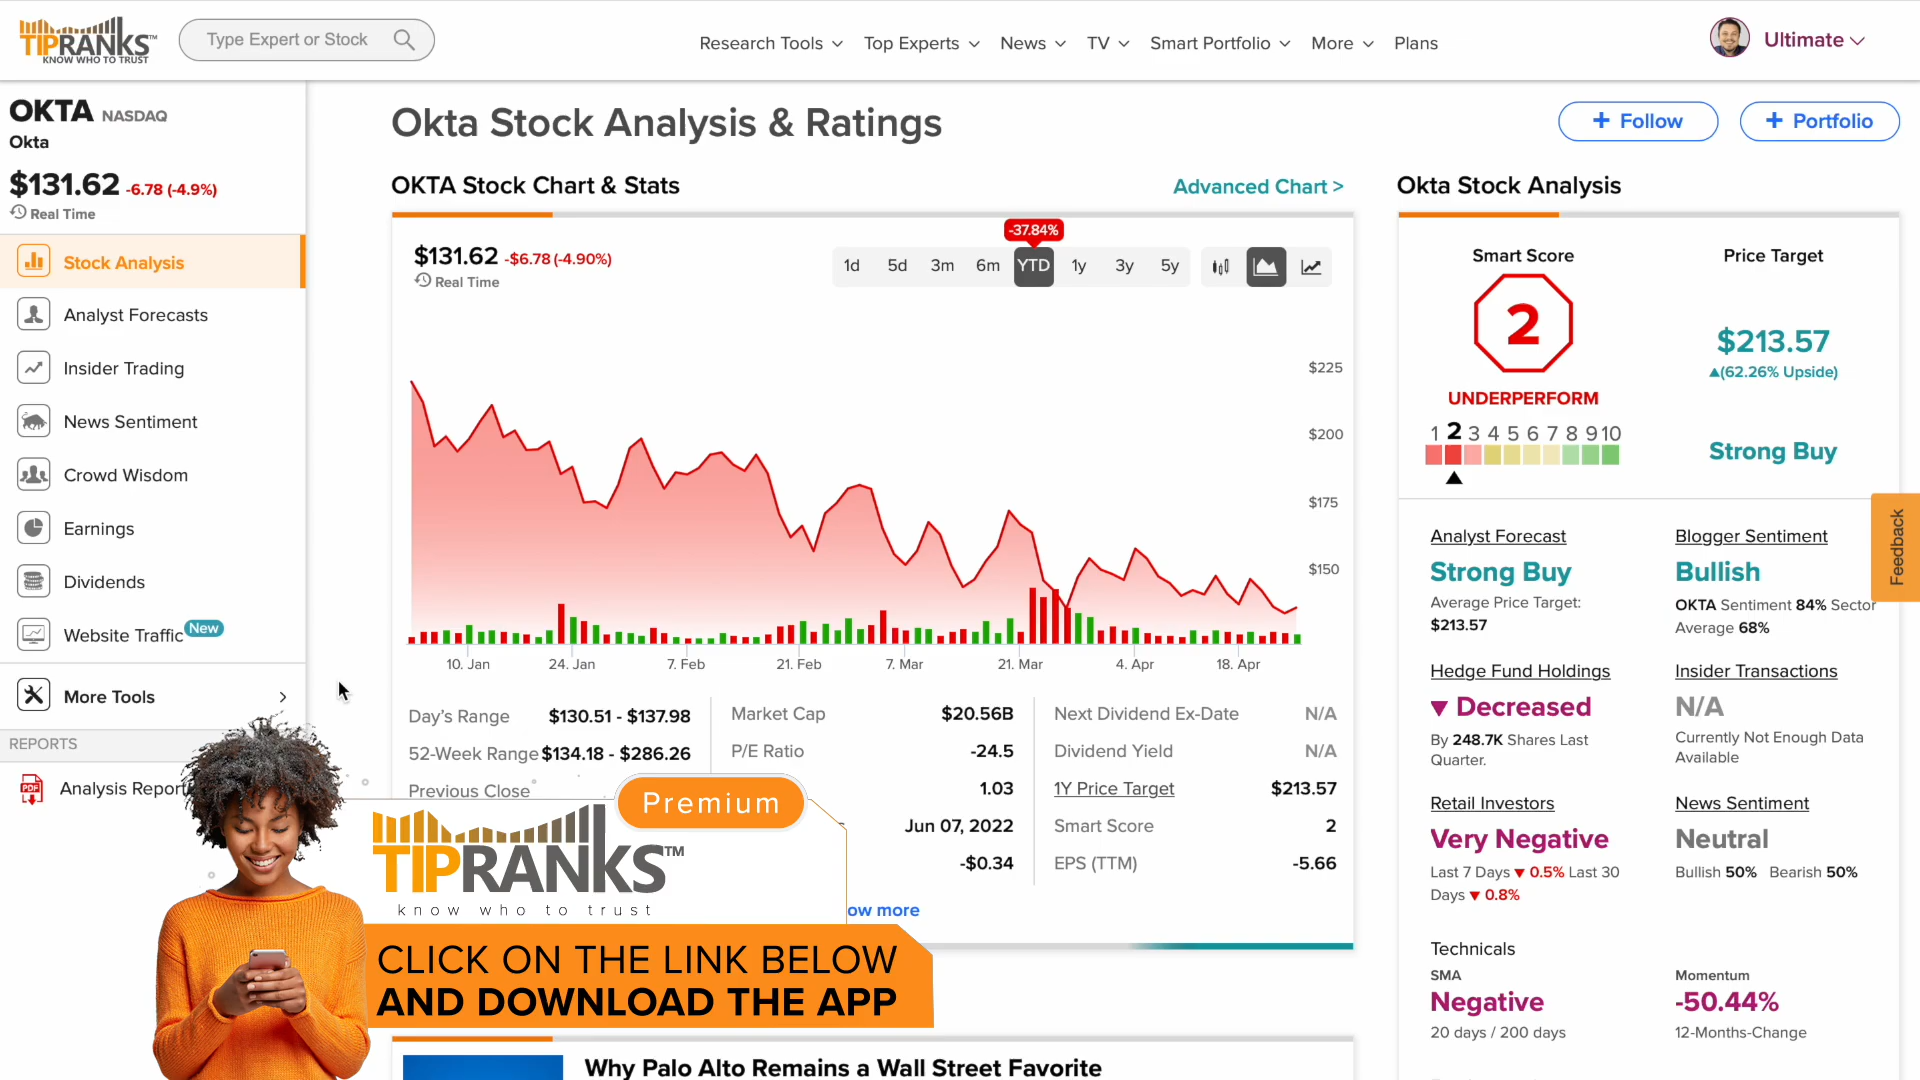 TIPRANKS™
KNOW WHO TO TRUST
Type Expert or Stock
Research Tools
Top Experts
News
TV
Smart Portfolio
More
Plans
Ultimate
OKTA NASDAQ
Okta
$131.62 -6.78 (-4.9%)
Real Time
Stock Analysis
Analyst Forecasts
Insider Trading
News Sentiment
Crowd Wisdom
Earnings
Dividends
Website Traffic New
More Tools
REPORTS
PDF
Analysis Report
Okta Stock Analysis & Ratings
+ Follow
+ Portfolio
OKTA Stock Chart & Stats
Advanced Chart >
-37.84%
$131.62 -$6.78 (-4.90%)
Real Time
1d 5d 3m 6m YTD 1y 3y 5y
$225
$200
$175
$150
10. Jan 24. Jan 7. Feb 21. Feb 7. Mar 21. Mar 4. Apr 18. Apr
Day's Range $130.51 - $137.98
52-Week Range $134.18 - $286.26
Previous Close
Market Cap $20.56B
P/E Ratio -24.5
1.03
Jun 07, 2022
-$0.34
Next Dividend Ex-Date N/A
Dividend Yield N/A
1Y Price Target $213.57
Smart Score 2
EPS (TTM) -5.66
ow more
Premium
TIPRANKS™
know who to trust
CLICK ON THE LINK BELOW
AND DOWNLOAD THE APP
Why Palo Alto Remains a Wall Street Favorite
Okta Stock Analysis
Smart Score
2
UNDERPERFORM
1 2 3 4 5 6 7 8 9 10
Price Target
$213.57
▲(62.26% Upside)
Strong Buy
Analyst Forecast
Strong Buy
Average Price Target:
$213.57
Blogger Sentiment
Bullish
OKTA Sentiment 84% Sector
Average 68%
Hedge Fund Holdings
▼ Decreased
By 248.7K Shares Last
Quarter.
Insider Transactions
N/A
Currently Not Enough Data
Available
Retail Investors
Very Negative
Last 7 Days ▼ 0.5% Last 30
Days ▼ 0.8%
News Sentiment
Neutral
Bullish 50% Bearish 50%
Technicals
SMA
Negative
20 days / 200 days
Momentum
-50.44%
12-Months-Change
Feedback